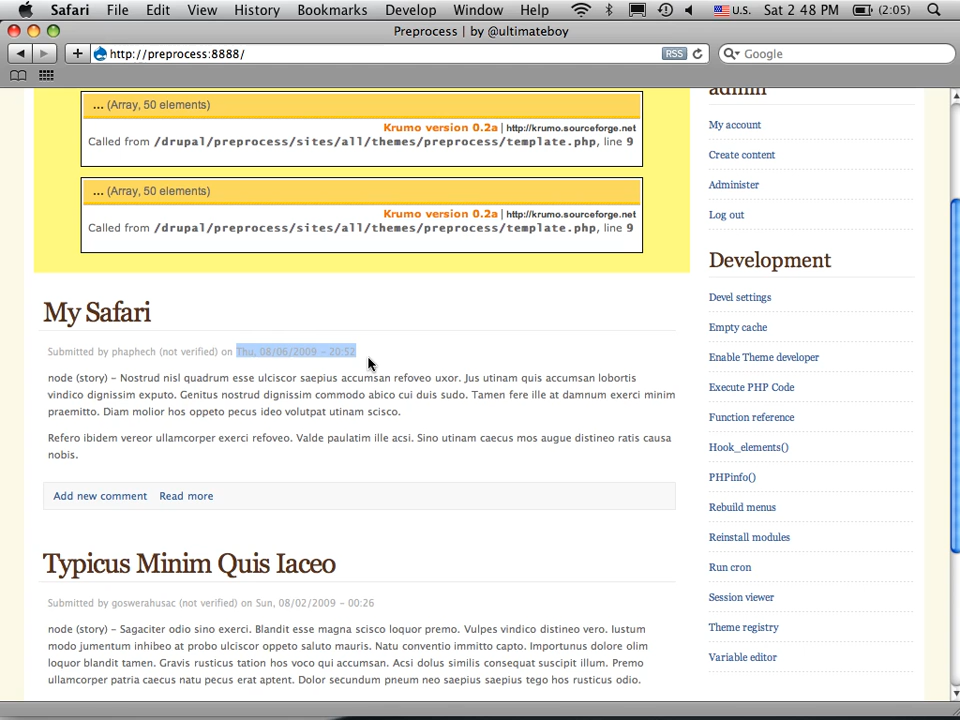 Safari File Edit View History Bookmarks Develop Window Help U.S. Sat 2 48 PM (2:05)
Preprocess | by @ultimateboy
http://preprocess:8888/ RSS Google
... (Array, 50 elements)
Krumo version 0.2a | http://krumo.sourceforge.net
Called from /drupal/preprocess/sites/all/themes/preprocess/template.php, line 9
... (Array, 50 elements)
Krumo version 0.2a | http://krumo.sourceforge.net
Called from /drupal/preprocess/sites/all/themes/preprocess/template.php, line 9
My Safari
Submitted by phaphech (not verified) on Thu, 08/06/2009 - 20:52
node (story) – Nostrud nisl quadrum esse ulciscor saepius accumsan refoveo uxor. Jus utinam quis accumsan lobortis
vindico dignissim exputo. Genitus nostrud dignissim commodo abico cui duis sudo. Tamen fere ille at damnum exerci minim
praemitto. Diam molior hos oppeto pecus ideo volutpat utinam scisco.
Refero ibidem vereor ullamcorper exerci refoveo. Valde paulatim ille acsi. Sino utinam caecus mos augue distineo ratis causa
nobis.
Add new comment Read more
Typicus Minim Quis Iaceo
Submitted by goswerahusac (not verified) on Sun, 08/02/2009 - 00:26
node (story) – Sagaciter odio sino exerci. Blandit esse magna scisco loquor premo. Vulpes vindico distineo vero. Iustum
modo jumentum inhibeo at probo ulciscor oppeto saluto mauris. Natu conventio immitto capto. Importunus dolore olim
loquor blandit tamen. Gravis rusticus tation hos voco qui accumsan. Acsi dolus similis consequat suscipit illum. Premo
ullamcorper patria caecus natu pecus erat aptent. Dolor secundum pneum neo saepius saepius tego hos rusticus odio.
admin
My account
Create content
Administer
Log out
Development
Devel settings
Empty cache
Enable Theme developer
Execute PHP Code
Function reference
Hook_elements()
PHPinfo()
Rebuild menus
Reinstall modules
Run cron
Session viewer
Theme registry
Variable editor